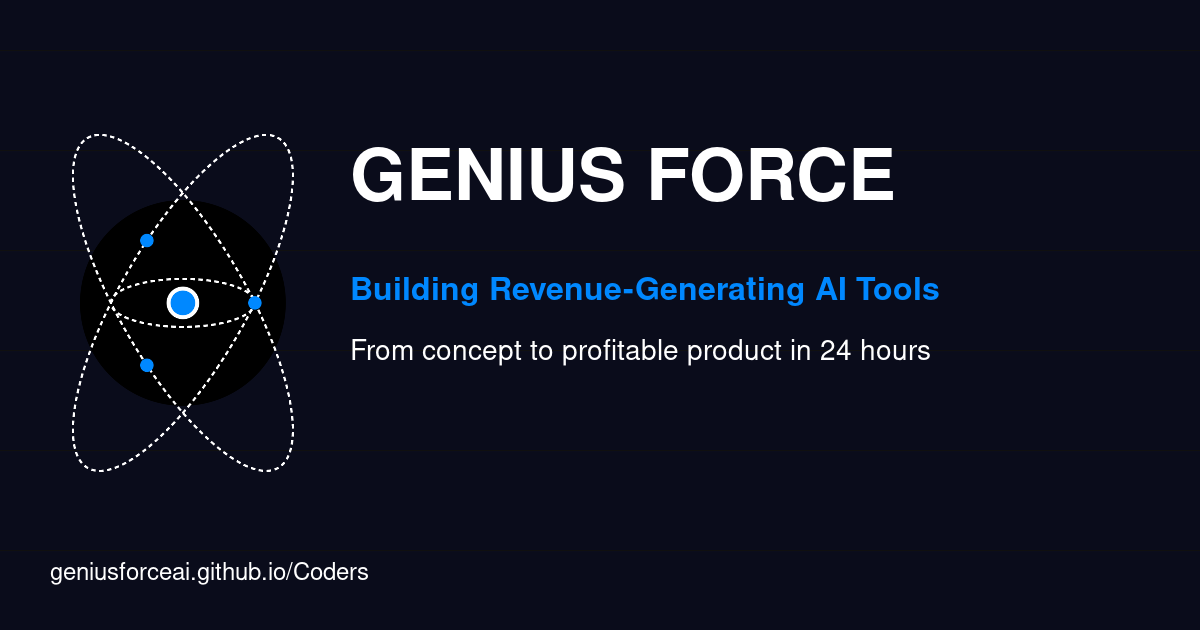 GENIUS FORCE
Building Revenue-Generating AI Tools
From concept to profitable product in 24 hours
geniusforceai.github.io/Coders